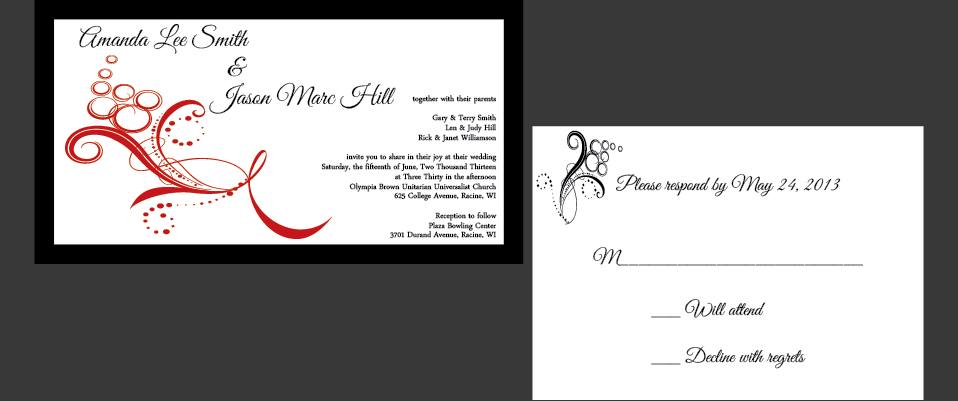 Amanda Lee Smith
&
Jason Marc Hill
together with their parents
Gary & Terry Smith
Len & Judy Hill
Rick & Janet Williamson
invite you to share in their joy at their wedding
Saturday, the fifteenth of June, Two Thousand Thirteen
at Three Thirty in the afternoon
Olympia Brown Unitarian Universalist Church
625 College Avenue, Racine, WI
Reception to follow
Plaza Bowling Center
3701 Durand Avenue, Racine, WI
Please respond by May 24, 2013
M______________________________
____ Will attend
____ Decline with regrets